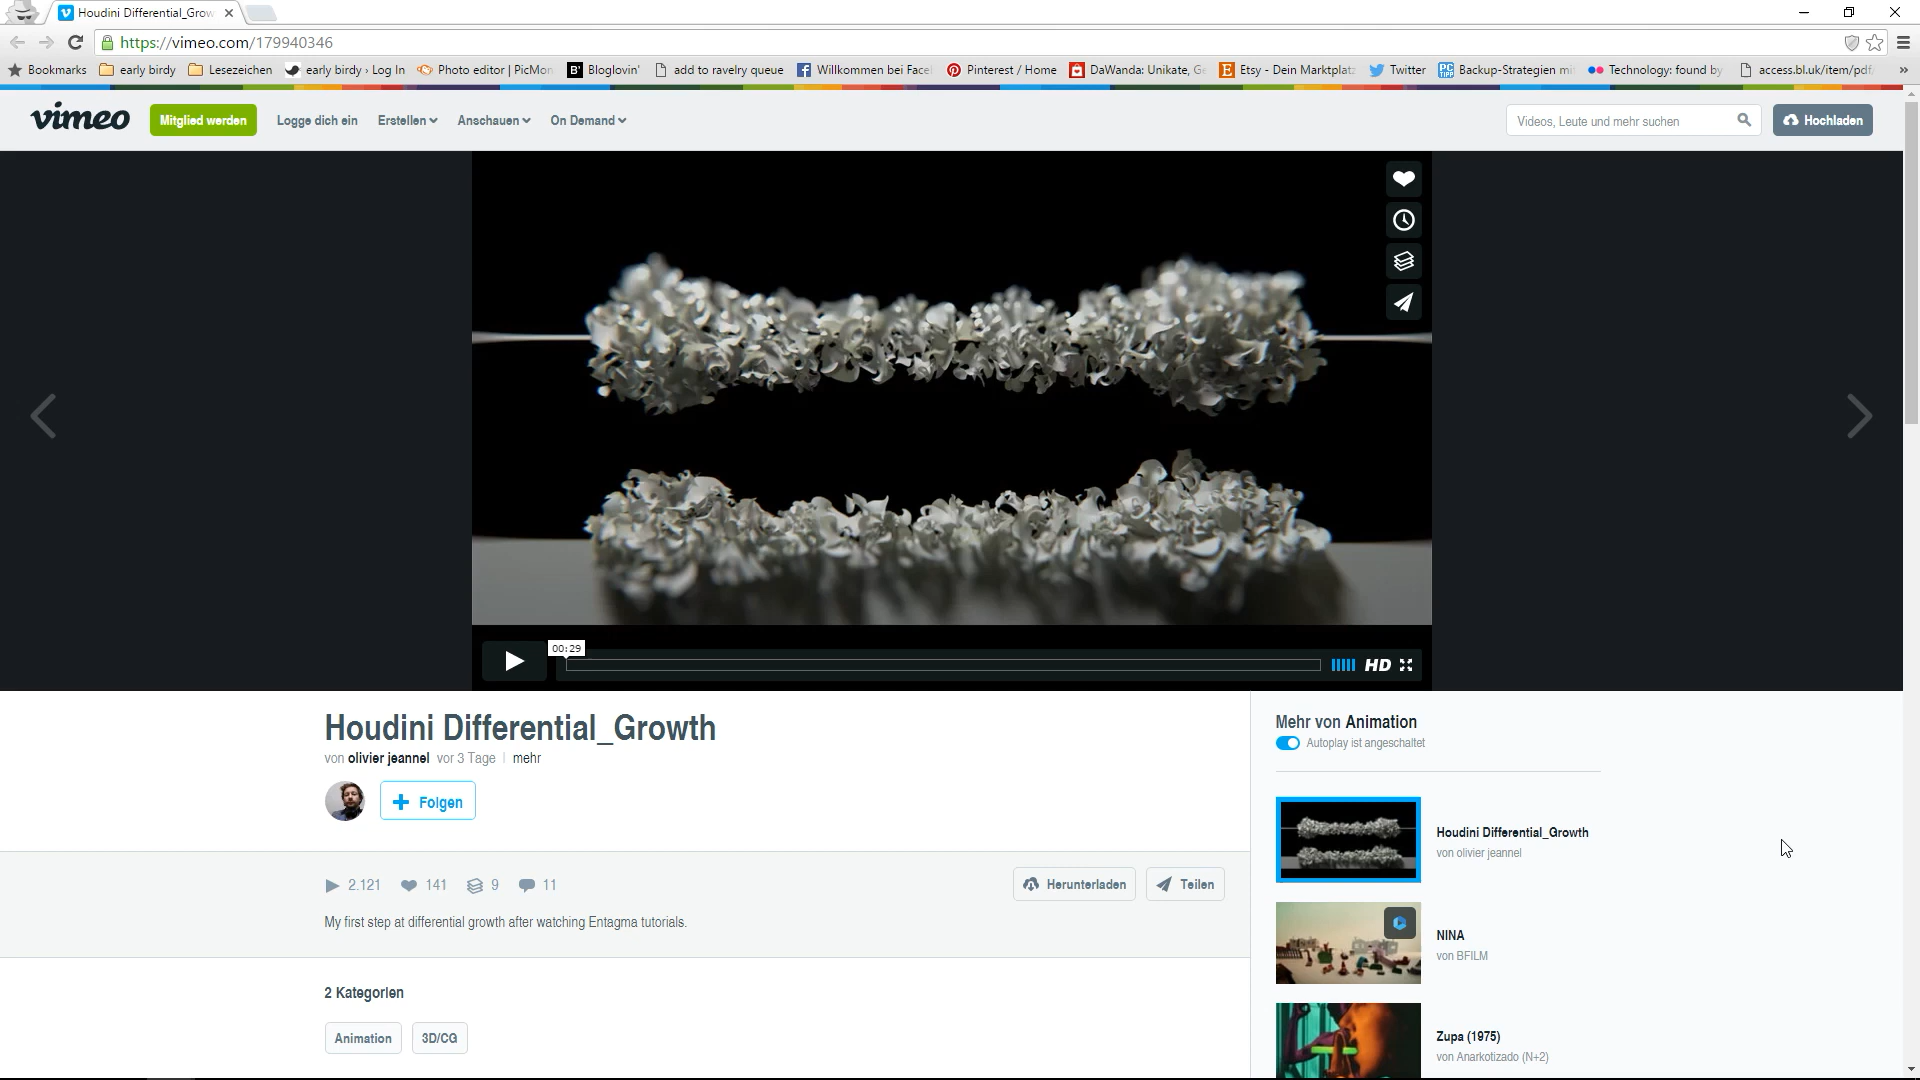 Houdini Differential_Grow
https://vimeo.com/179940346
Bookmarks early birdy Lesezeichen early birdy › Log In Photo editor | PicMon Bloglovin' add to ravelry queue Willkommen bei Face Pinterest / Home DaWanda: Unikate, Ge Etsy - Dein Marktplatz Twitter Backup-Strategien mi Technology: found by access.bl.uk/item/pdf/ »
vimeo Mitglied werden Logge dich ein Erstellen Anschauen On Demand Videos, Leute und mehr suchen Hochladen
00:29
HD
Houdini Differential_Growth
von olivier jeannel vor 3 Tage | mehr
+ Folgen
2.121 141 9 11 Herunterladen Teilen
My first step at differential growth after watching Entagma tutorials.
2 Kategorien
Animation 3D/CG
Mehr von Animation
Autoplay ist angeschaltet
Houdini Differential_Growth
von olivier jeannel
NINA
von BFILM
Zupa (1975)
von Anarkotizado (N+2)